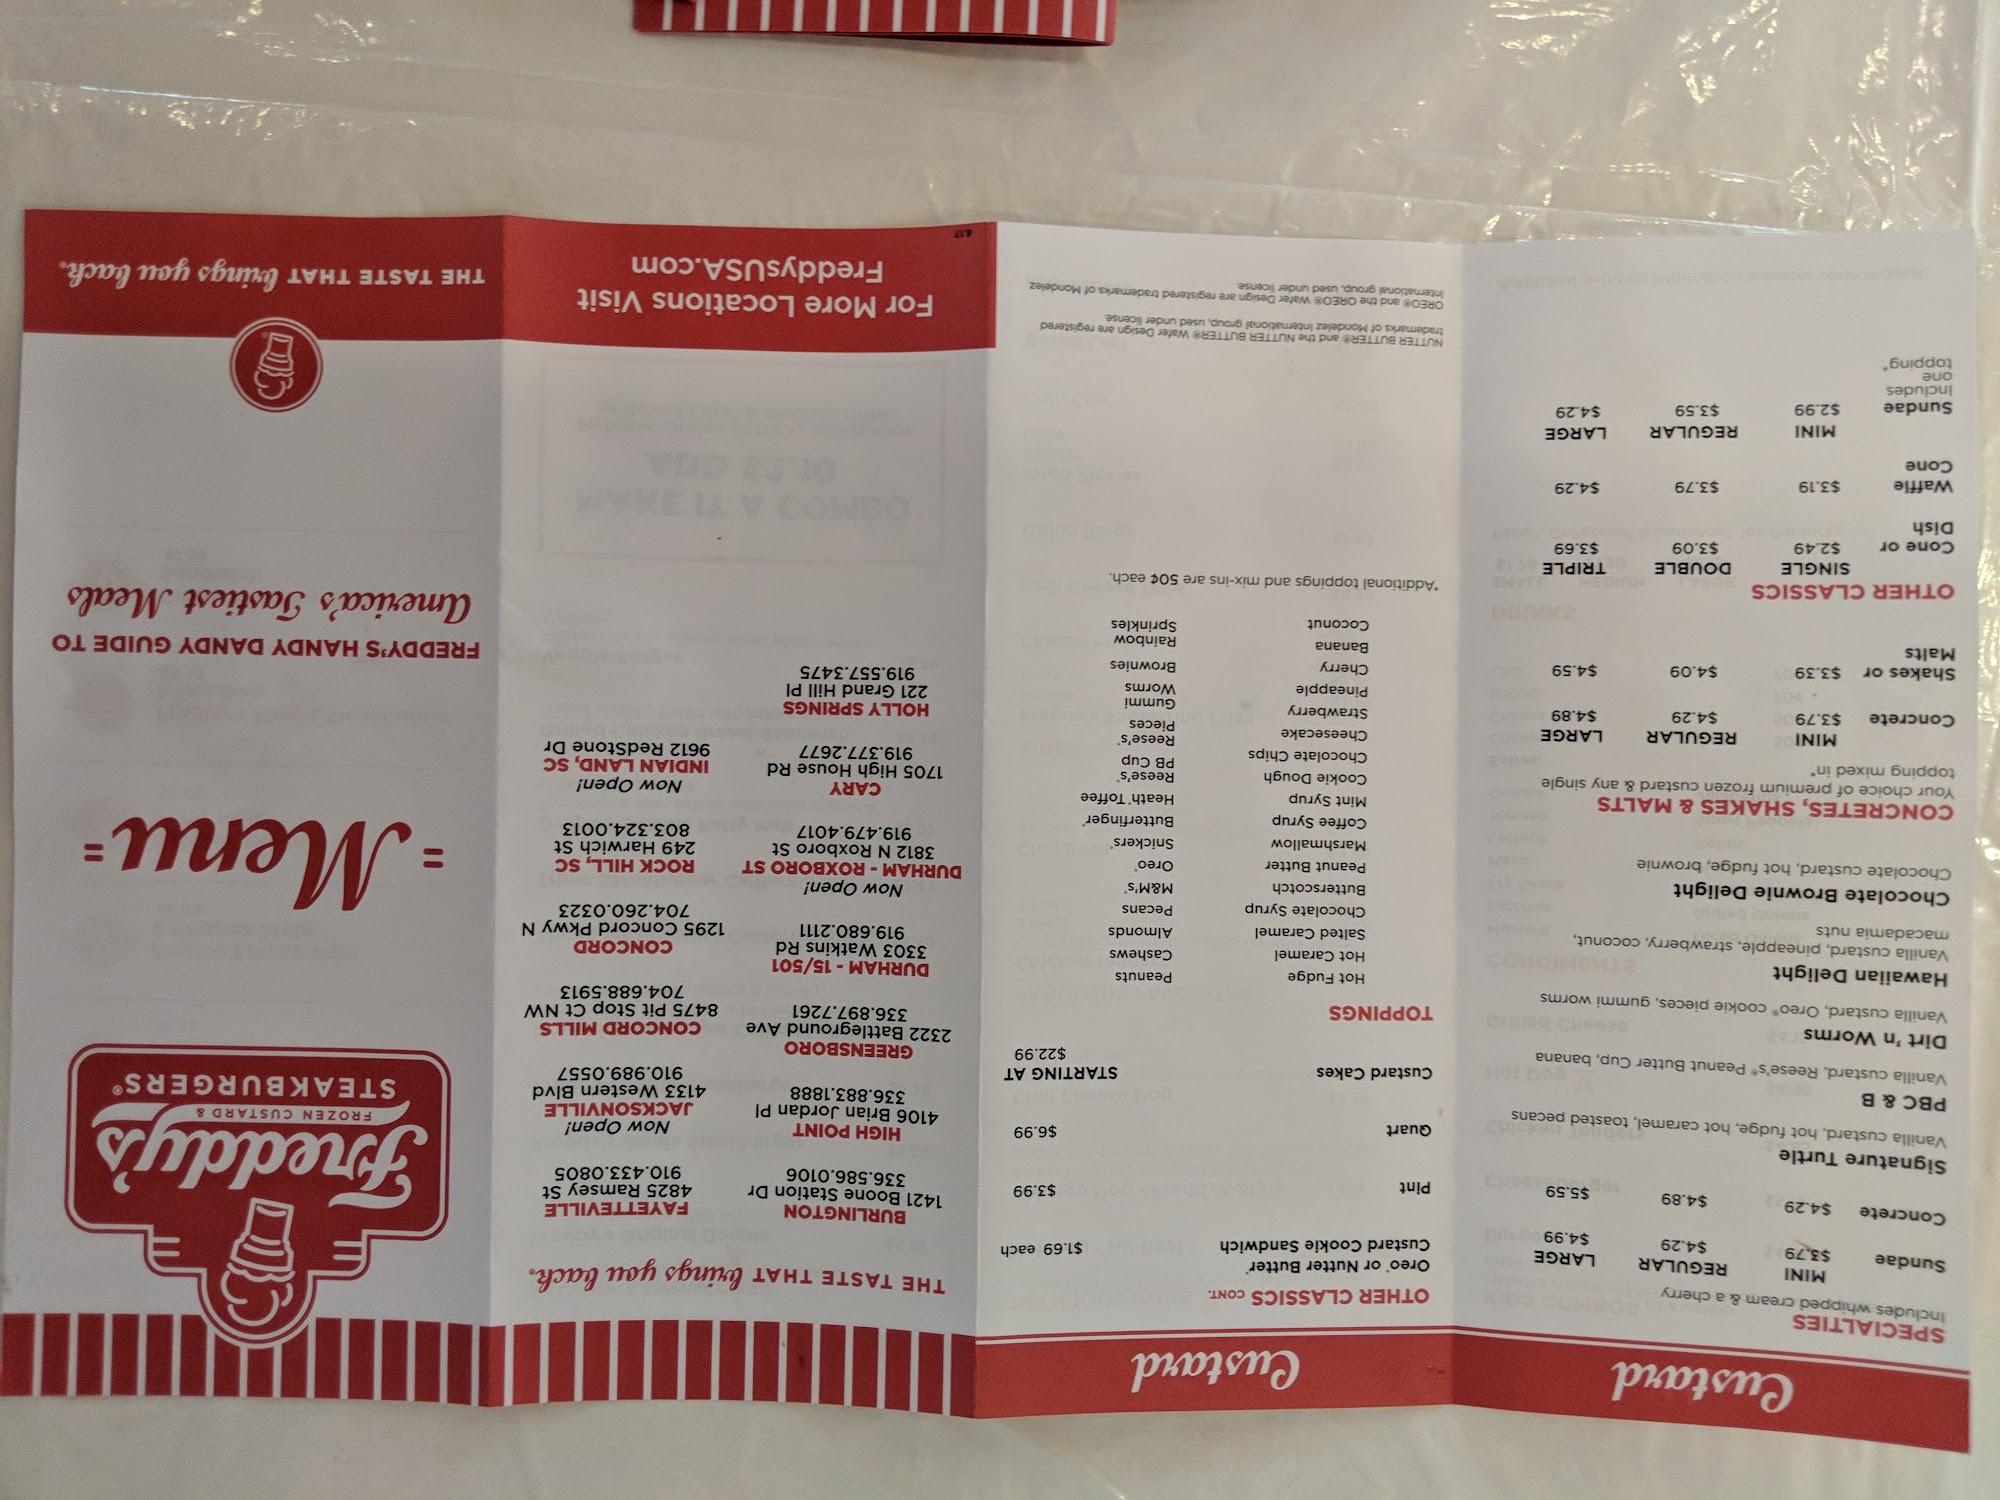 Custard
SPECIALTIES
Includes whipped cream & a cherry
MINI REGULAR LARGE
Sundae $3.79 $4.29 $4.99
Concrete $4.29 $4.89 $5.59
Signature Turtle
Vanilla custard, hot fudge, hot caramel, toasted pecans
PBC & B
Vanilla custard, Reese's® Peanut Butter Cup, banana
Dirt 'n Worms
Vanilla custard, Oreo® cookie pieces, gummi worms
Hawaiian Delight
Vanilla custard, pineapple, strawberry, coconut,
macadamia nuts
Chocolate Brownie Delight
Chocolate custard, hot fudge, brownie
CONCRETES, SHAKES & MALTS
Your choice of premium frozen custard & any single
topping mixed in*
MINI REGULAR LARGE
Concrete $3.79 $4.29 $4.89
Shakes or $3.39 $4.09 $4.59
Malts
OTHER CLASSICS
SINGLE DOUBLE TRIPLE
Cone or $2.49 $3.09 $3.69
Dish
Waffle $3.19 $3.79 $4.29
Cone
MINI REGULAR LARGE
Sundae $2.99 $3.59 $4.29
Includes
one
topping*
Custard
OTHER CLASSICS CONT.
Oreo® or Nutter Butter®
Custard Cookie Sandwich $1.69 each
Pint $3.99
Quart $6.99
Custard Cakes STARTING AT
$22.99
TOPPINGS
Hot Fudge
Hot Caramel
Salted Caramel
Chocolate Syrup
Butterscotch
Peanut Butter
Marshmallow
Coffee Syrup
Mint Syrup
Cookie Dough
Chocolate Chips
Cheesecake
Strawberry
Pineapple
Cherry
Banana
Coconut
Peanuts
Cashews
Almonds
Pecans
M&M's®
Oreo®
Snickers®
Butterfinger®
Heath® Toffee
Reese's®
PB Cup
Reese's®
Pieces
Gummi
Worms
Brownies
Rainbow
Sprinkles
*Additional toppings and mix-ins are 50¢ each.
NUTTER BUTTER® and the NUTTER BUTTER® Wafer Design are registered
trademarks of Mondelez International group, used under license.
OREO® and the OREO® Wafer Design are registered trademarks of Mondelez
International group, used under license.
THE TASTE THAT brings you back.®
BURLINGTON
1421 Boone Station Dr
336.586.0106
HIGH POINT
4106 Brian Jordan Pl
336.883.1888
GREENSBORO
2322 Battleground Ave
336.897.7261
DURHAM - 15/501
3303 Watkins Rd
919.680.2111
Now Open!
DURHAM - ROXBORO ST
3812 N Roxboro St
919.479.4017
CARY
1705 High House Rd
919.377.2677
HOLLY SPRINGS
221 Grand Hill Pl
919.557.3475
FAYETTEVILLE
4825 Ramsey St
910.433.0805
Now Open!
JACKSONVILLE
4133 Western Blvd
910.989.0557
CONCORD MILLS
8475 Pit Stop Ct NW
704.688.5913
CONCORD
1295 Concord Pkwy N
704.260.0323
ROCK HILL, SC
249 Harwich St
803.324.0013
Now Open!
INDIAN LAND, SC
9612 RedStone Dr
For More Locations Visit
FreddysUSA.com
8.17
Freddy's
FROZEN CUSTARD &
STEAKBURGERS®
= Menu =
FREDDY'S HANDY DANDY GUIDE TO
America's Tastiest Meals
THE TASTE THAT brings you back.®